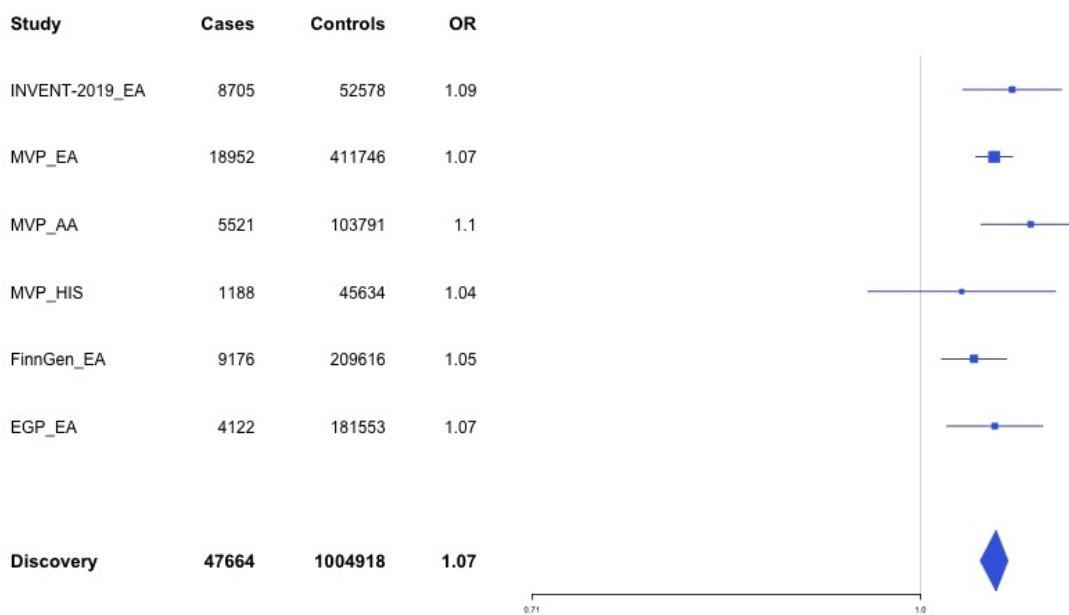 Study Cases Controls OR
INVENT-2019_EA 8705 52578 1.09
MVP_EA 18952 411746 1.07
MVP_AA 5521 103791 1.1
MVP_HIS 1188 45634 1.04
FinnGen_EA 9176 209616 1.05
EGP_EA 4122 181553 1.07
Discovery 47664 1004918 1.07
0.71 1.0